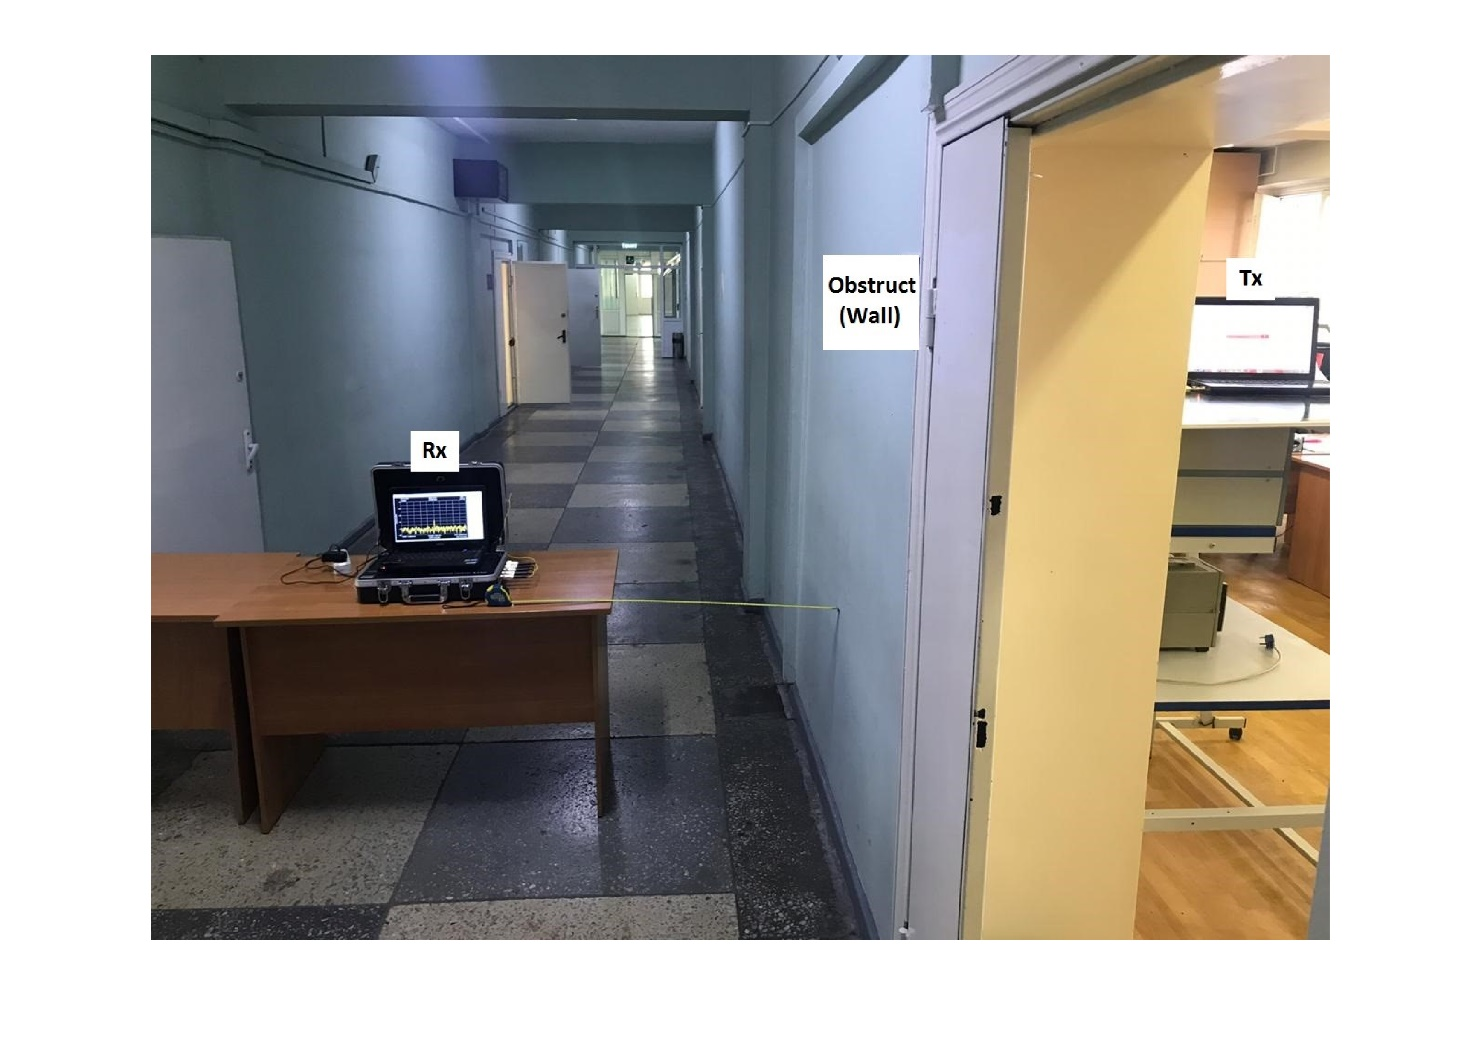 Tx
Obstruct
(Wall)
Rx